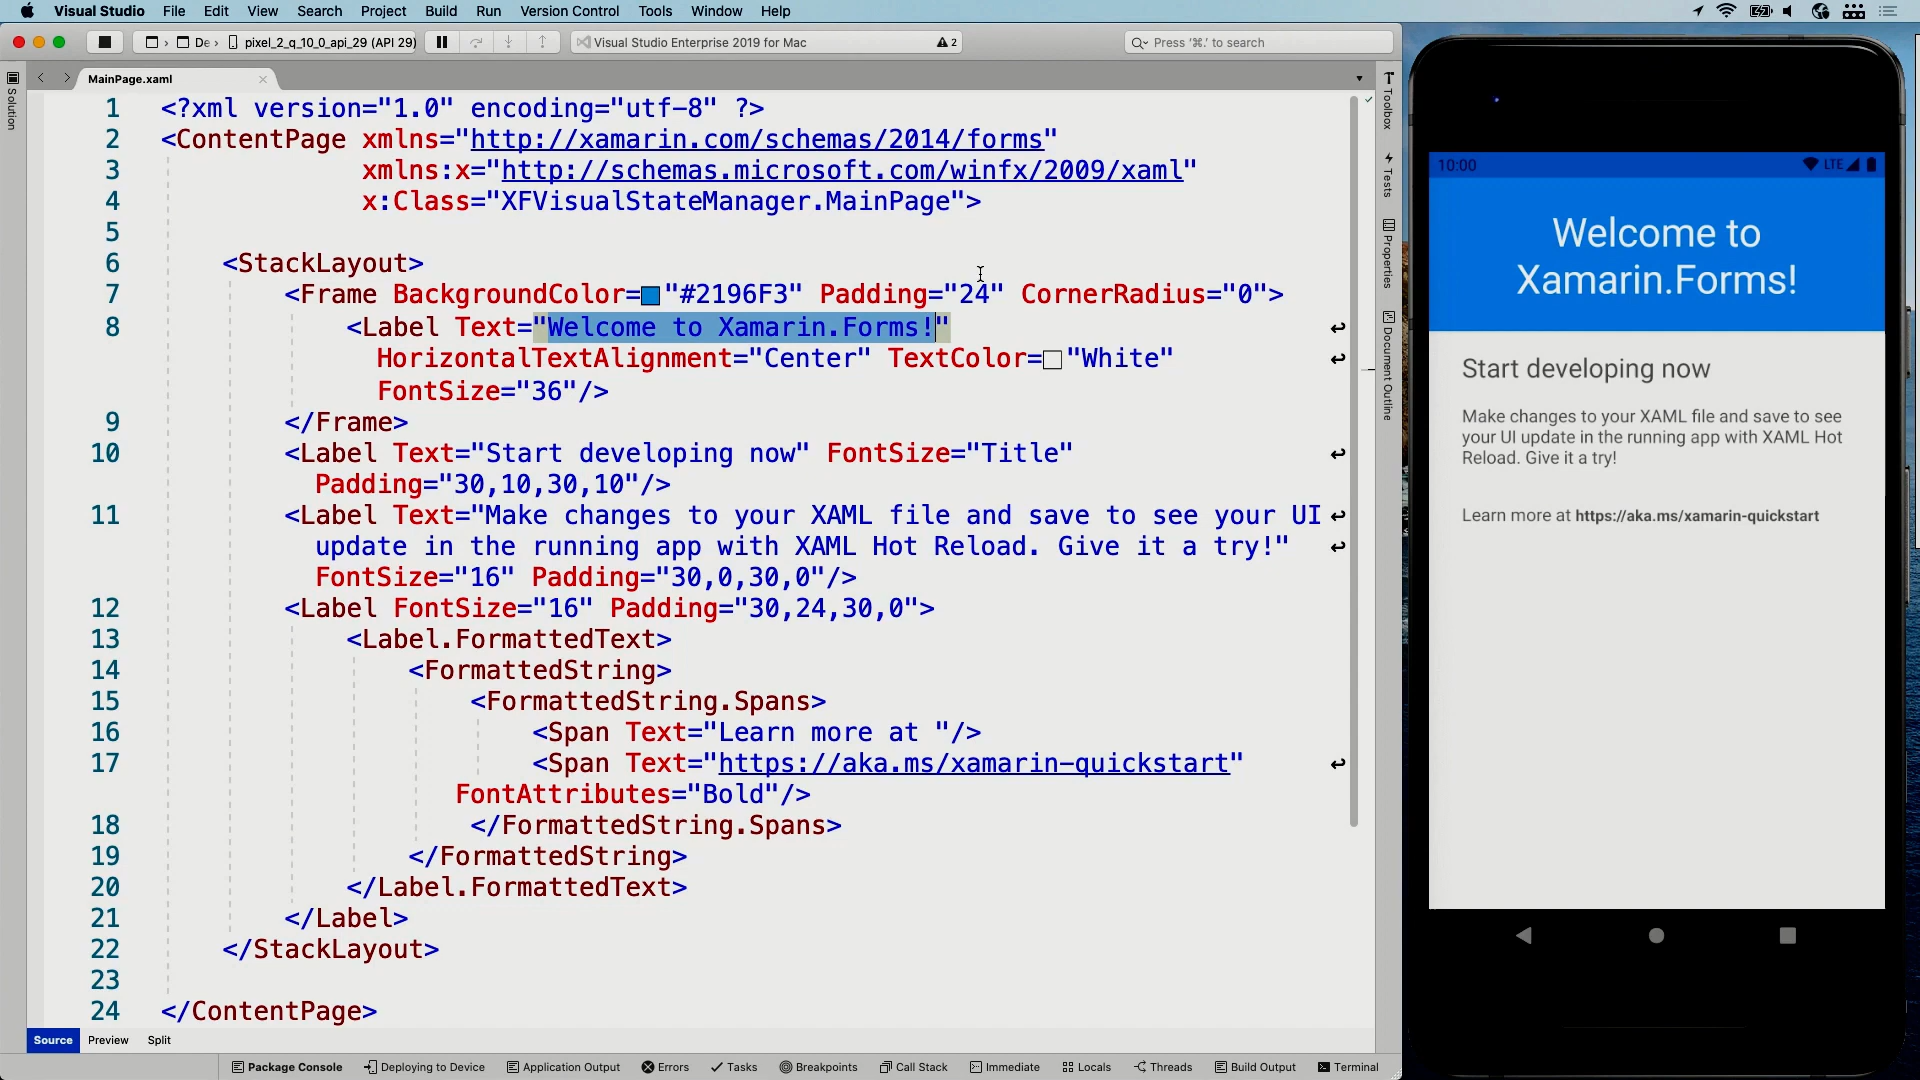 Visual Studio File Edit View Search Project Build Run Version Control Tools Window Help
De › pixel_2_q_10_0_api_29 (API 29)
Visual Studio Enterprise 2019 for Mac
2
Press '⌘.' to search
MainPage.xaml
Solution
1 <?xml version="1.0" encoding="utf-8" ?>
2 <ContentPage xmlns="http://xamarin.com/schemas/2014/forms"
3 xmlns:x="http://schemas.microsoft.com/winfx/2009/xaml"
4 x:Class="XFVisualStateManager.MainPage">
5
6 <StackLayout>
7 <Frame BackgroundColor="#2196F3" Padding="24" CornerRadius="0">
8 <Label Text="Welcome to Xamarin.Forms!"
HorizontalTextAlignment="Center" TextColor="White"
FontSize="36"/>
9 </Frame>
10 <Label Text="Start developing now" FontSize="Title"
Padding="30,10,30,10"/>
11 <Label Text="Make changes to your XAML file and save to see your UI
update in the running app with XAML Hot Reload. Give it a try!"
FontSize="16" Padding="30,0,30,0"/>
12 <Label FontSize="16" Padding="30,24,30,0">
13 <Label.FormattedText>
14 <FormattedString>
15 <FormattedString.Spans>
16 <Span Text="Learn more at "/>
17 <Span Text="https://aka.ms/xamarin-quickstart"
FontAttributes="Bold"/>
18 </FormattedString.Spans>
19 </FormattedString>
20 </Label.FormattedText>
21 </Label>
22 </StackLayout>
23
24 </ContentPage>
Toolbox
Tests
Properties
Document Outline
Source Preview Split
Package Console Deploying to Device Application Output Errors Tasks Breakpoints Call Stack Immediate Locals Threads Build Output Terminal
10:00 LTE
Welcome to
Xamarin.Forms!
Start developing now
Make changes to your XAML file and save to see
your UI update in the running app with XAML Hot
Reload. Give it a try!
Learn more at https://aka.ms/xamarin-quickstart